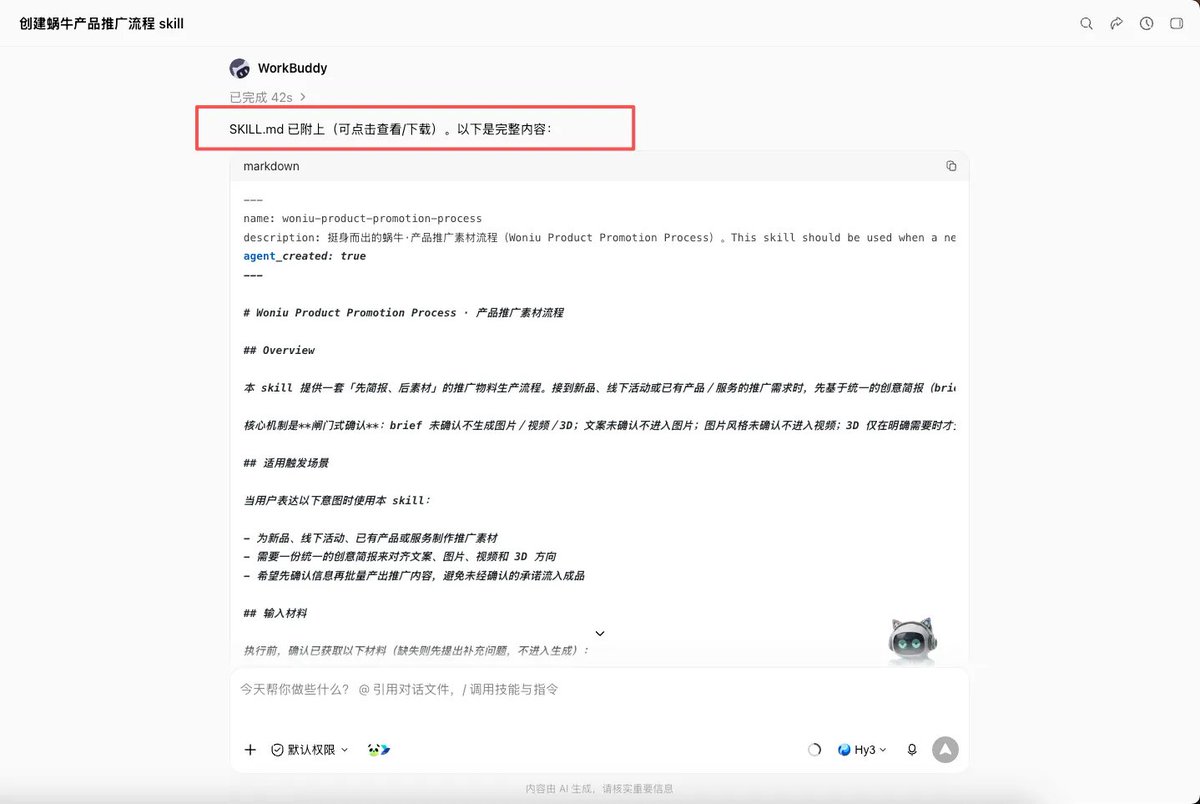 创建蜗牛产品推广流程 skill
WorkBuddy
已完成 42s
SKILL.md 已附上（可点击查看/下载）。以下是完整内容：
markdown
---
name: woniu-product-promotion-process
description: 挺身而出的蜗牛·产品推广素材流程（Woniu Product Promotion Process）。This skill should be used when a ne
agent_created: true
---
# Woniu Product Promotion Process · 产品推广素材流程
## Overview
本 skill 提供一套「先简报、后素材」的推广物料生产流程。接到新品、线下活动或已有产品／服务的推广需求时，先基于统一的创意简报（brie
核心机制是**闸门式确认**：brief 未确认不生成图片／视频／3D；文案未确认不进入图片；图片风格未确认不进入视频；3D 仅在明确需要时才
## 适用触发场景
当用户表达以下意图时使用本 skill：
- 为新品、线下活动、已有产品或服务制作推广素材
- 需要一份统一的创意简报来对齐文案、图片、视频和 3D 方向
- 希望先确认信息再批量产出推广内容，避免未经确认的承诺流入成品
## 输入材料
执行前，确认已获取以下材料（缺失则先提出补充问题，不进入生成）：
今天帮你做些什么？ @ 引用对话文件，/ 调用技能与指令
默认权限
Hy3
内容由 AI 生成，请核实重要信息